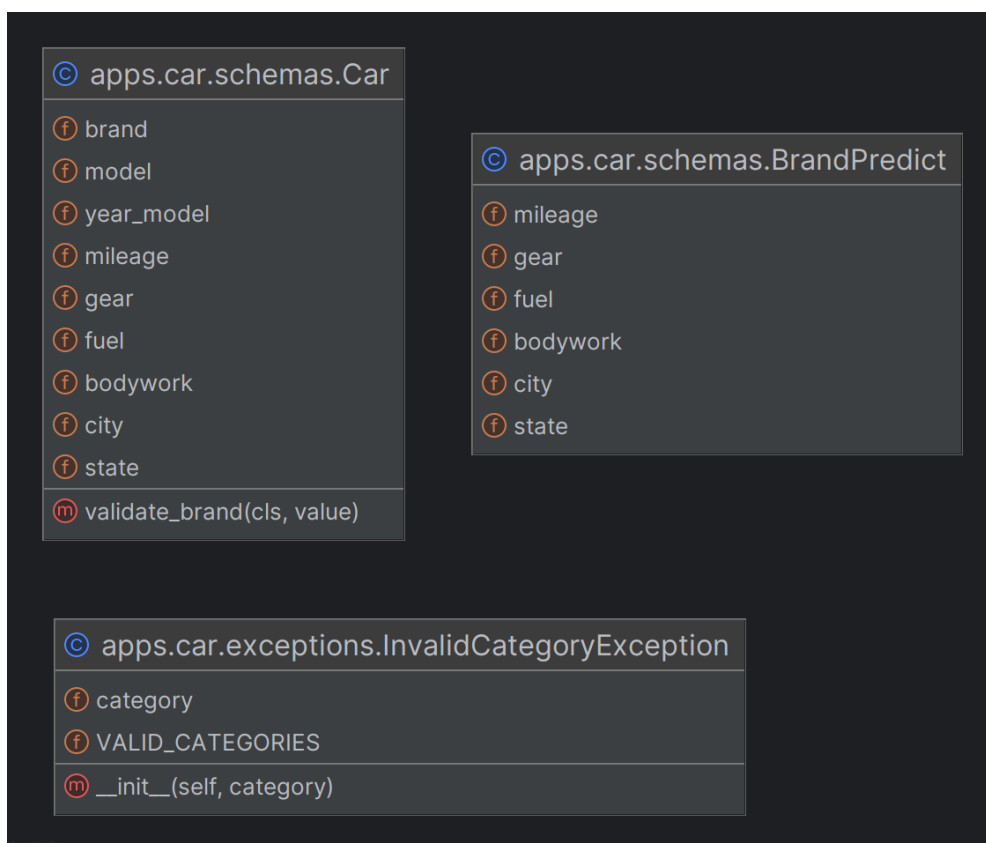 apps.car.schemas.Car
brand
model
year_model
mileage
gear
fuel
bodywork
city
state
validate_brand(cls, value)
apps.car.schemas.BrandPredict
mileage
gear
fuel
bodywork
city
state
apps.car.exceptions.InvalidCategoryException
category
VALID_CATEGORIES
__init__(self, category)